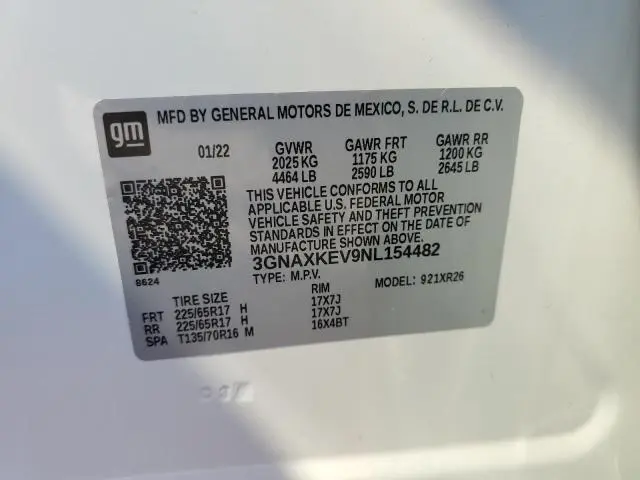 gm
MFD BY GENERAL MOTORS DE MEXICO, S. DE R.L. DE C.V.
01/22 GVWR GAWR FRT GAWR RR
2025 KG 1175 KG 1200 KG
4464 LB 2590 LB 2645 LB
THIS VEHICLE CONFORMS TO ALL
APPLICABLE U.S. FEDERAL MOTOR
VEHICLE SAFETY AND THEFT PREVENTION
STANDARDS IN EFFECT ON THE DATE OF
MANUFACTURE SHOWN ABOVE.
3GNAXKEV9NL154482
8624
TYPE: M.P.V. MODEL: 921XR26
TIRE SIZE RIM
FRT 225/65R17 H 17X7J
RR 225/65R17 H 17X7J
SPA T135/70R16 M 16X4BT